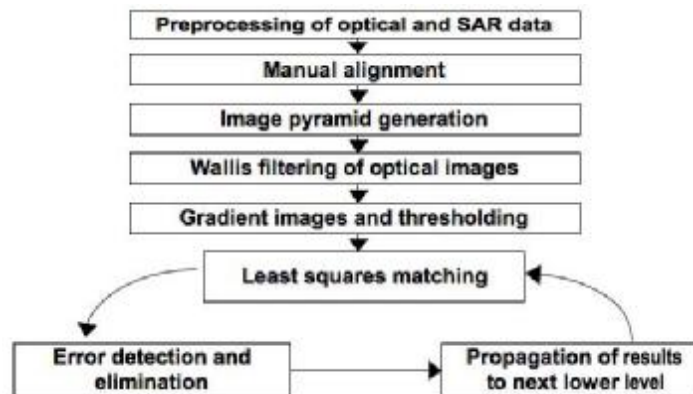 Preprocessing of optical and SAR data
Manual alignment
Image pyramid generation
Wallis filtering of optical images
Gradient images and thresholding
Least squares matching
Error detection and
elimination
Propagation of results
to next lower level